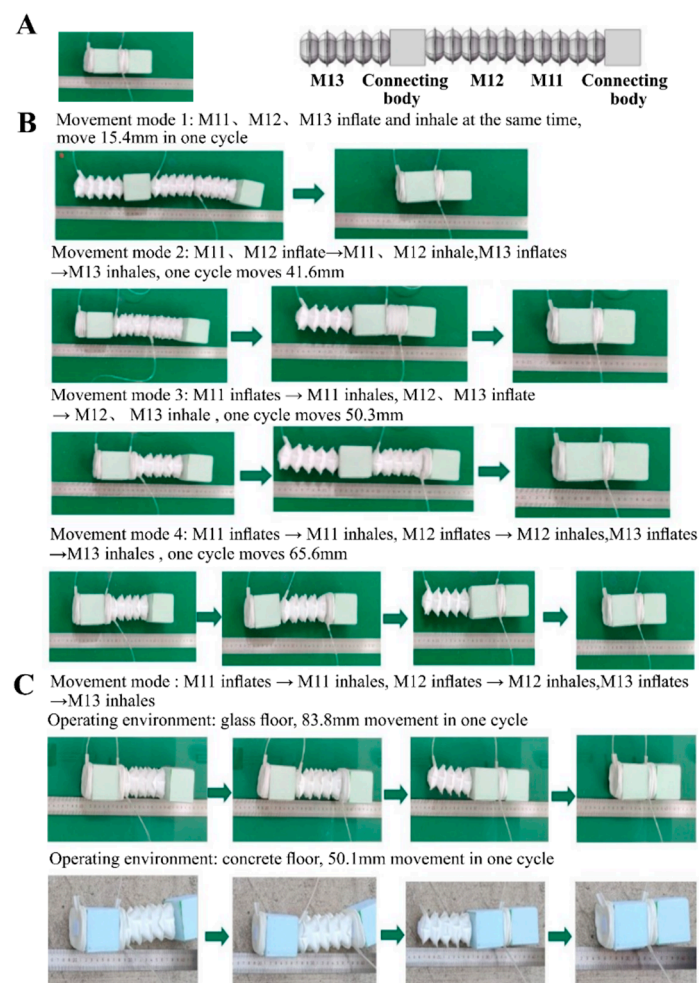 A
M13 Connecting body M12 M11 Connecting body
B
Movement mode 1: M11、M12、M13 inflate and inhale at the same time,
move 15.4mm in one cycle
Movement mode 2: M11、M12 inflate→M11、M12 inhale,M13 inflates
→M13 inhales, one cycle moves 41.6mm
Movement mode 3: M11 inflates → M11 inhales, M12、M13 inflate
→ M12、 M13 inhale , one cycle moves 50.3mm
Movement mode 4: M11 inflates → M11 inhales, M12 inflates → M12 inhales,M13 inflates
→M13 inhales , one cycle moves 65.6mm
C
Movement mode : M11 inflates → M11 inhales, M12 inflates → M12 inhales,M13 inflates
→M13 inhales
Operating environment: glass floor, 83.8mm movement in one cycle
Operating environment: concrete floor, 50.1mm movement in one cycle